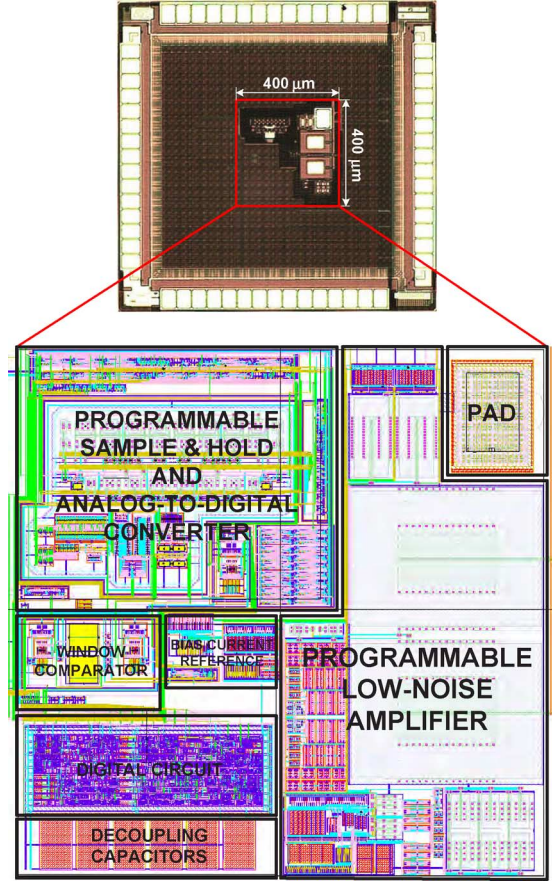 400 µm
400 µm
PROGRAMMABLE
SAMPLE & HOLD
AND
ANALOG-TO-DIGITAL
CONVERTER
PAD
WINDOW
COMPARATOR
BIAS CURRENT
REFERENCE
PROGRAMMABLE
LOW-NOISE
AMPLIFIER
DIGITAL CIRCUIT
DECOUPLING
CAPACITORS